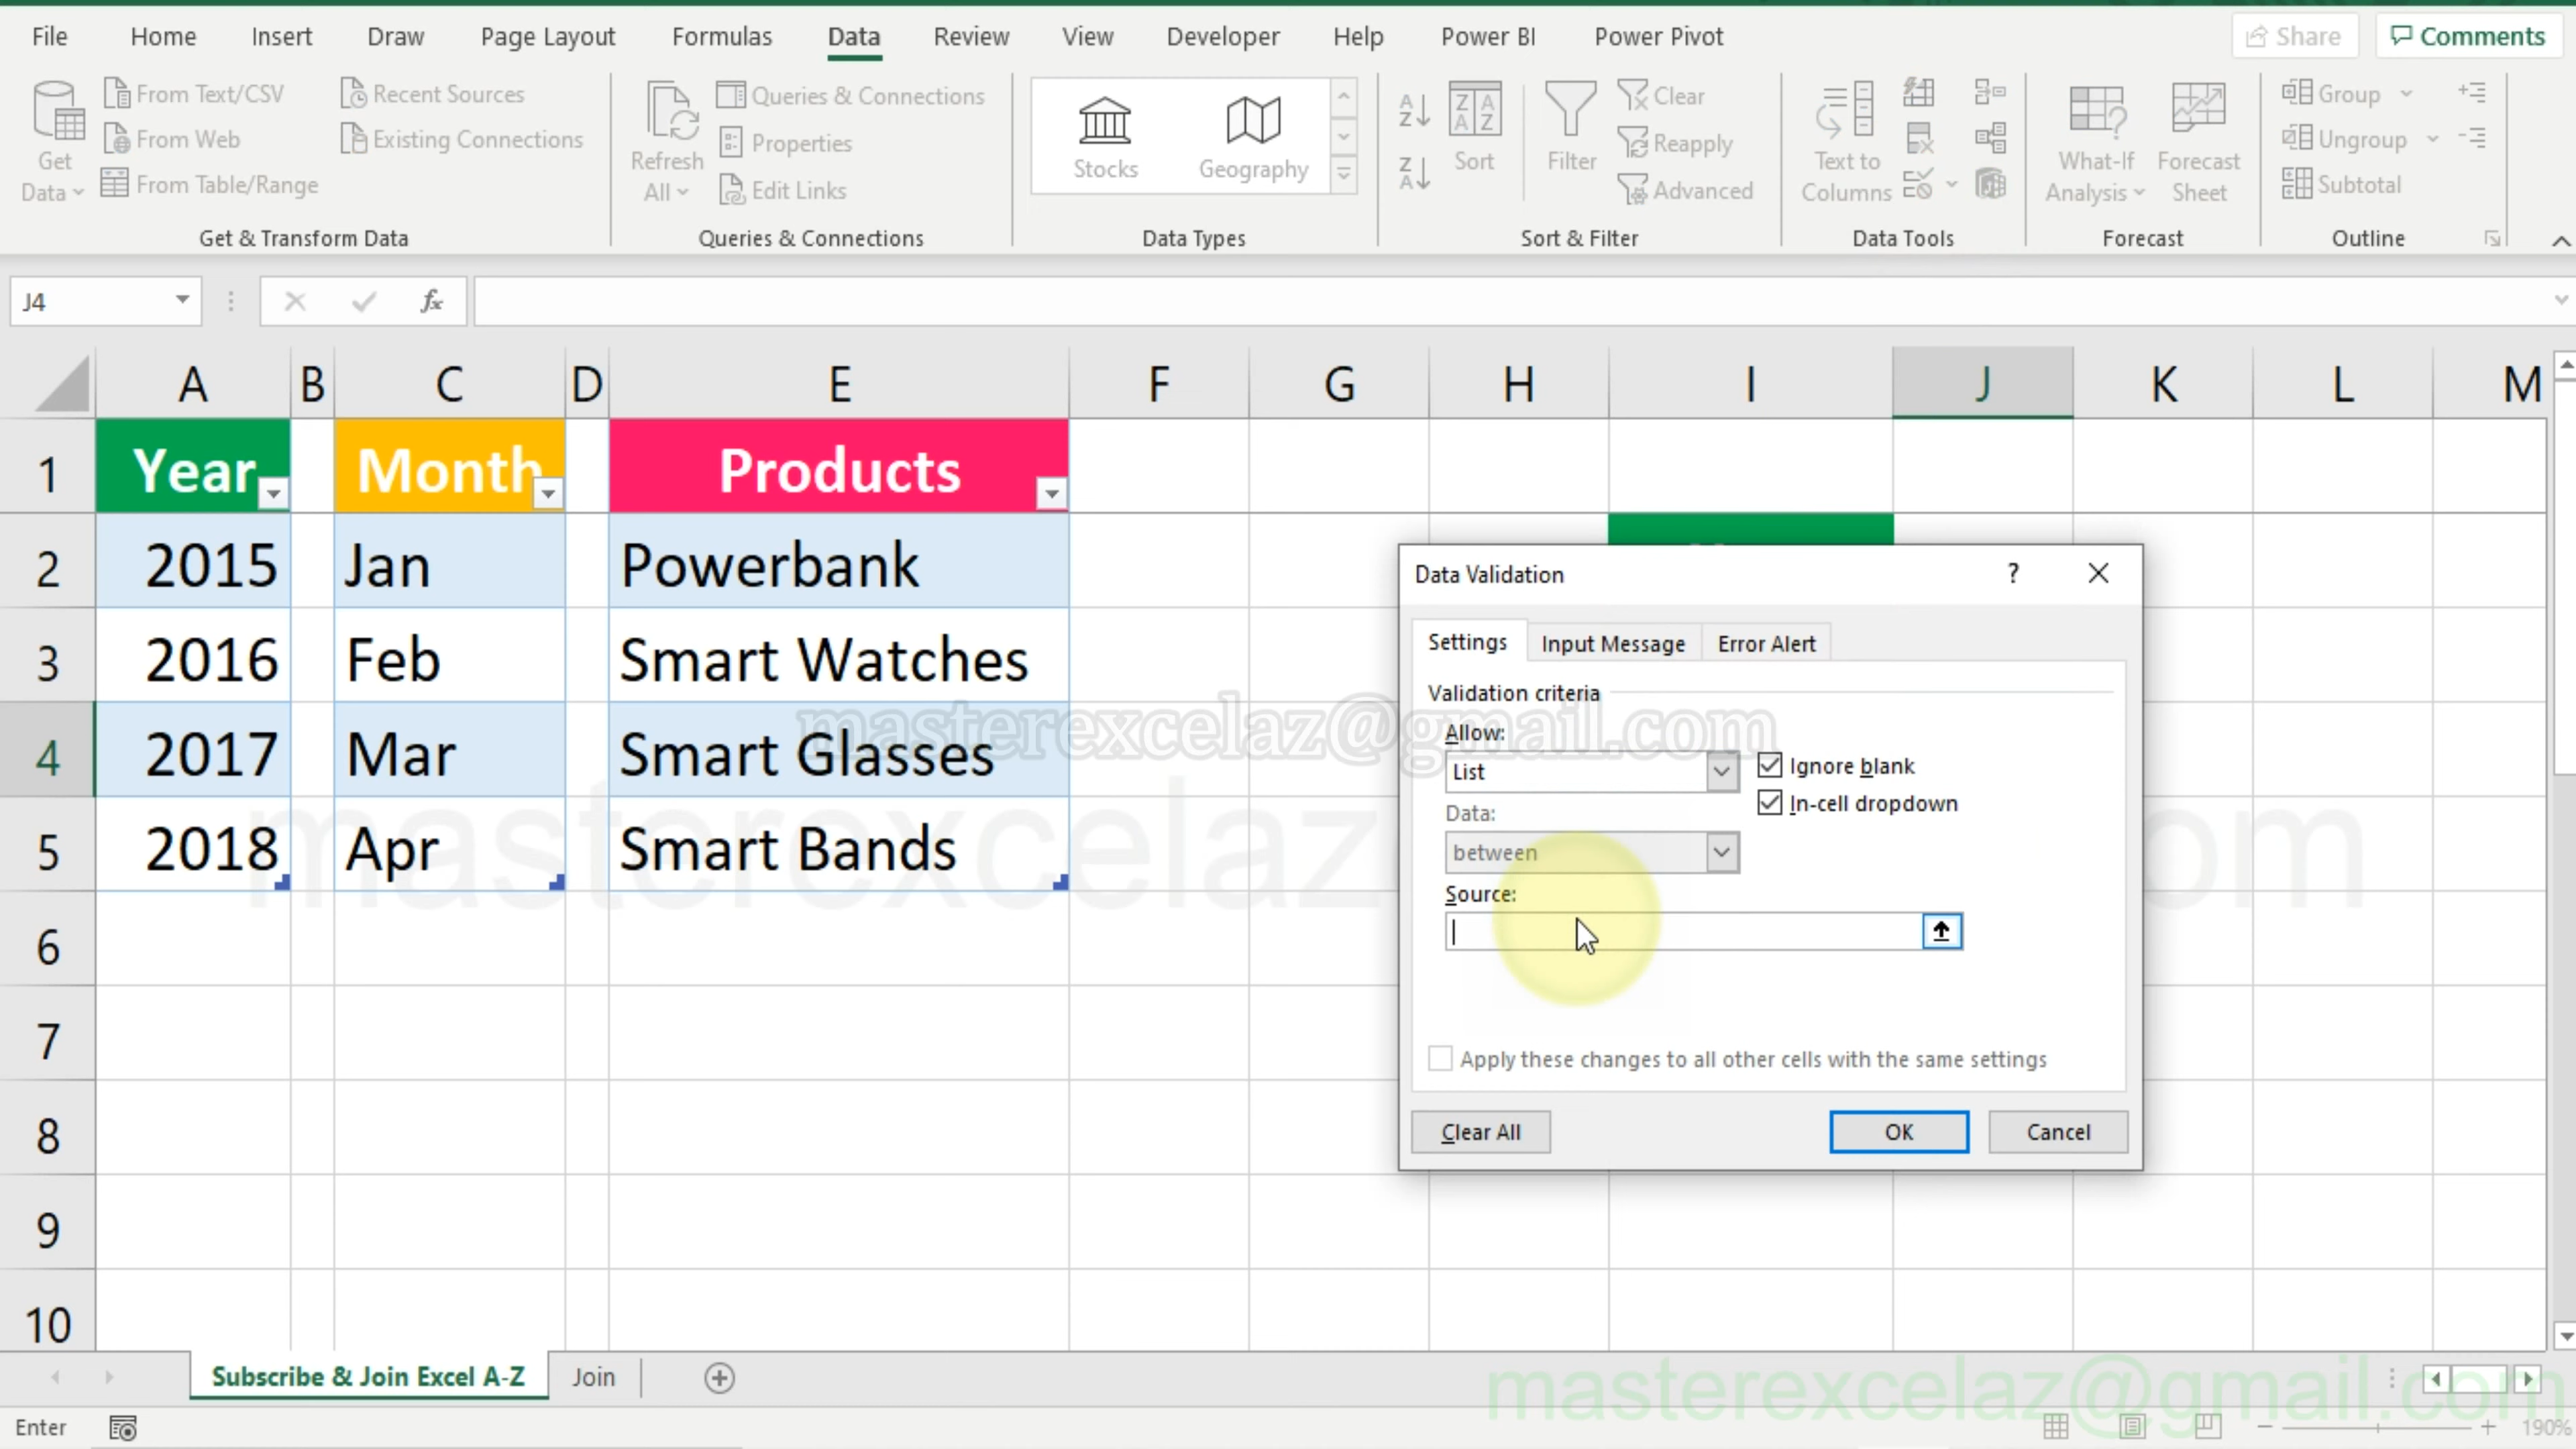 File Home Insert Draw Page Layout Formulas Data Review View Developer Help Power BI Power Pivot Share Comments
Get Data
From Text/CSV
From Web
From Table/Range
Recent Sources
Existing Connections
Get & Transform Data
Refresh All
Queries & Connections
Properties
Edit Links
Queries & Connections
Stocks Geography
Data Types
Sort
Filter
Clear
Reapply
Advanced
Sort & Filter
Text to Columns
Data Tools
What-If Analysis
Forecast Sheet
Forecast
Group
Ungroup
Subtotal
Outline
J4 fx
A B C D E F G H I J K L M
1 Year Month Products
2 2015 Jan Powerbank
3 2016 Feb Smart Watches
4 2017 Mar Smart Glasses
5 2018 Apr Smart Bands
6
7
8
9
10
Data Validation ?
Settings Input Message Error Alert
Validation criteria
Allow:
List
Ignore blank
In-cell dropdown
Data:
between
Source:
Apply these changes to all other cells with the same settings
Clear All OK Cancel
masterexcelaz@gmail.com
Subscribe & Join Excel A-Z Join
masterexcelaz@gmail.com
Enter 190%